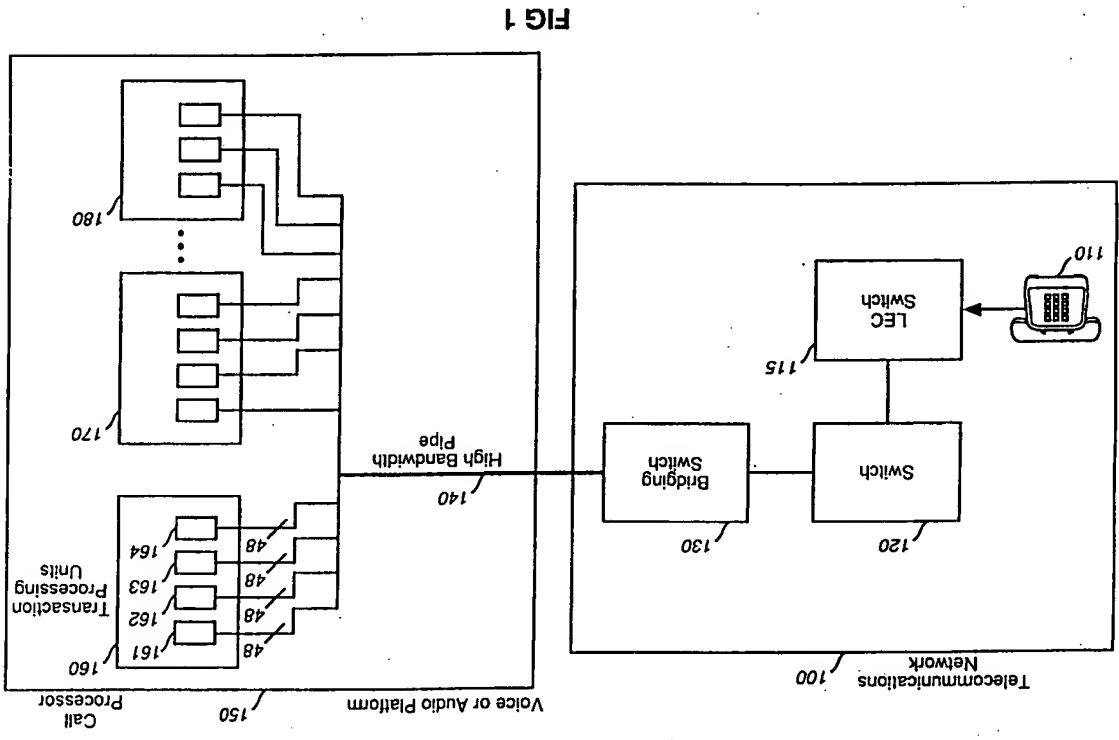 Telecommunications
Network
100
Voice or Audio Platform
150
Call
Processor
160
48
161
48
162
48
163
48
164
Transaction
Processing
Units
120
Switch
130
Bridging
Switch
140
High Bandwidth
Pipe
170
115
LEC
Switch
110
180
FIG 1